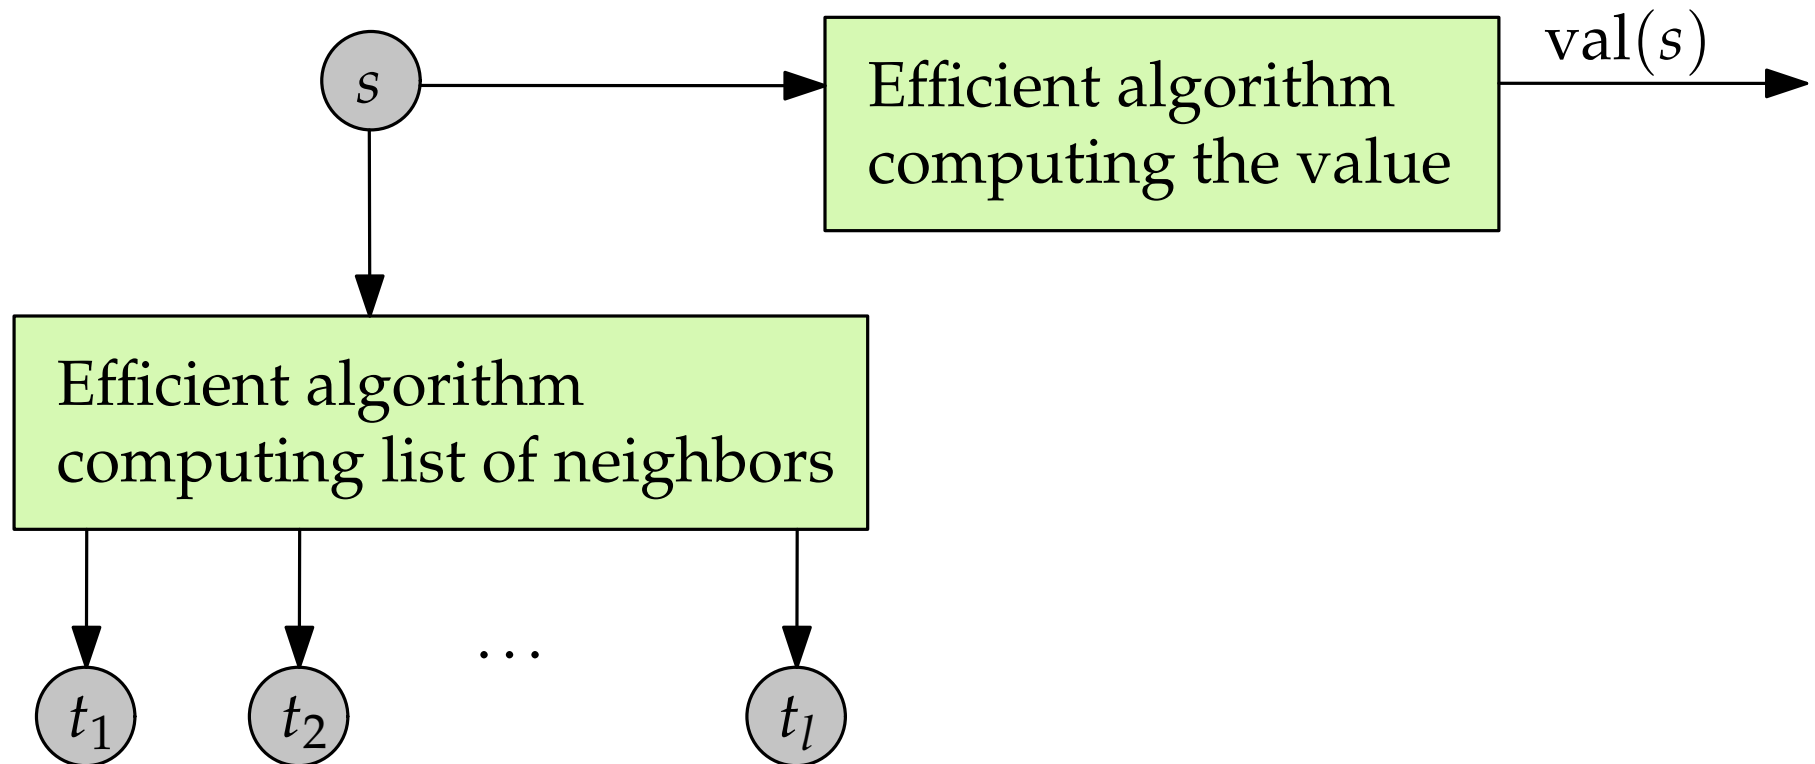 s
Efficient algorithm
computing the value
val(s)
Efficient algorithm
computing list of neighbors
t₁ t₂ … tₗ